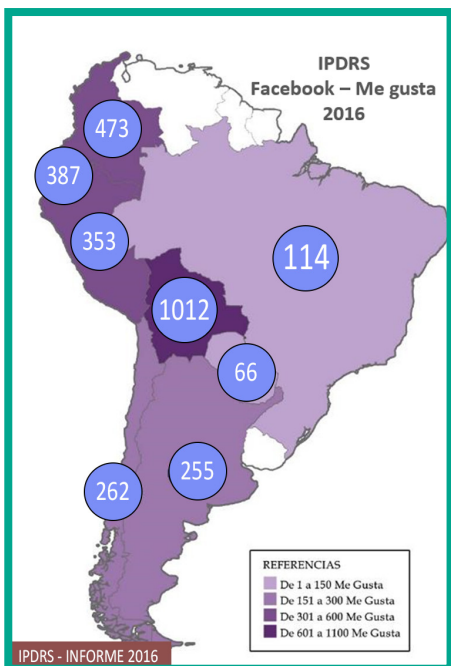 IPDRS
Facebook – Me gusta
2016
473
387
353
114
1012
66
255
262
REFERENCIAS
De 1 a 150 Me Gusta
De 151 a 300 Me Gusta
De 301 a 600 Me Gusta
De 601 a 1100 Me Gusta
IPDRS - INFORME 2016